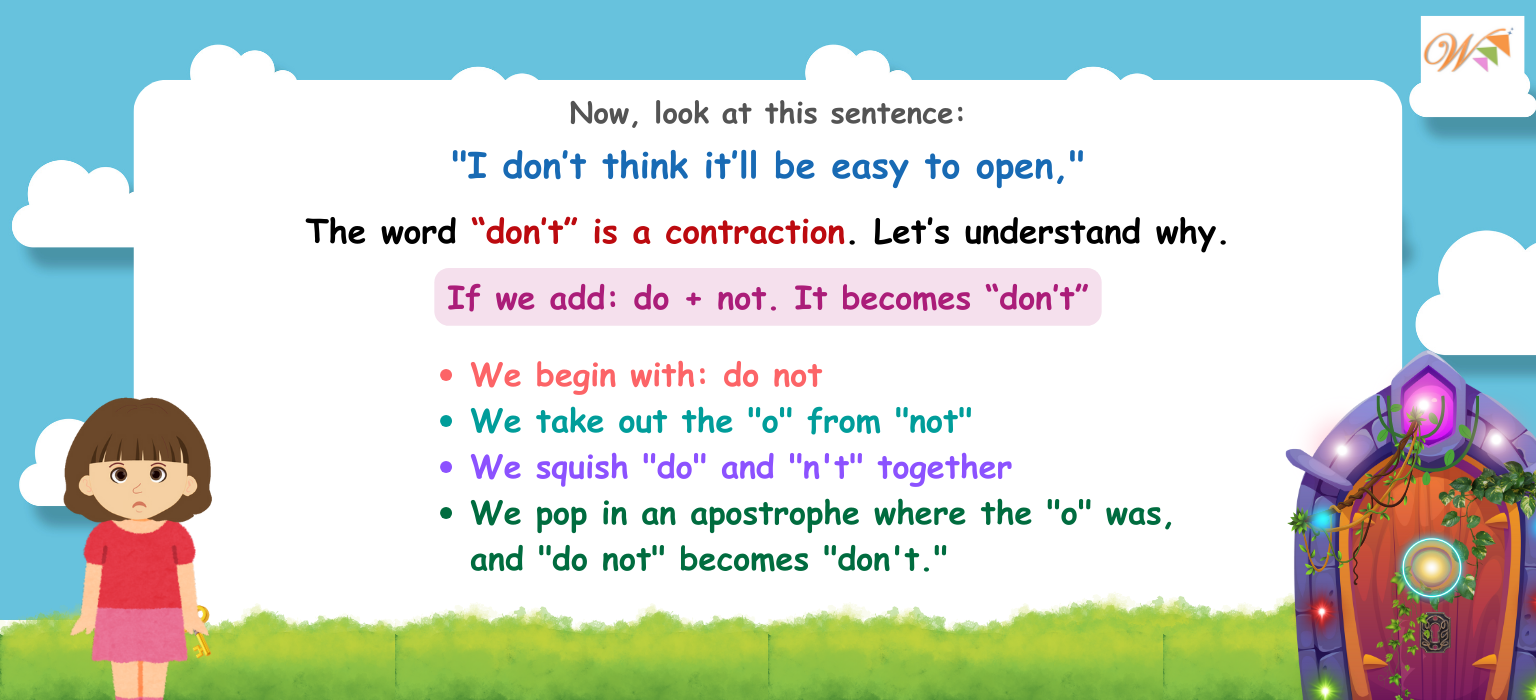 W
Now, look at this sentence:
"I don’t think it’ll be easy to open,"
The word “don’t” is a contraction. Let’s understand why.
If we add: do + not. It becomes “don’t”
• We begin with: do not
• We take out the "o" from "not"
• We squish "do" and "n't" together
• We pop in an apostrophe where the "o" was,
and "do not" becomes "don't."